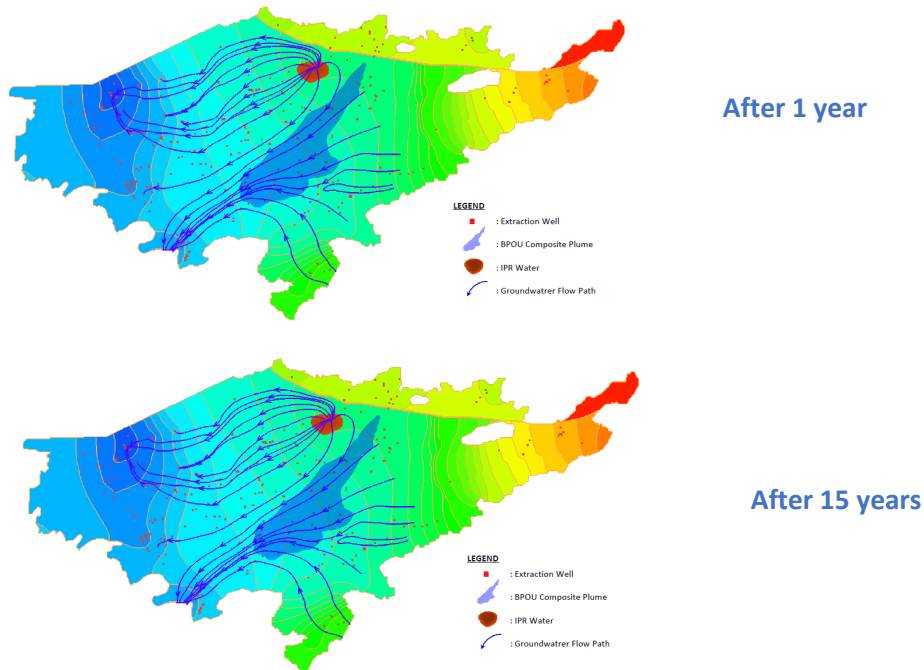 After 1 year
LEGEND
: Extraction Well
: BPOU Composite Plume
: IPR Water
: Groundwatrer Flow Path
After 15 years
LEGEND
: Extraction Well
: BPOU Composite Plume
: IPR Water
: Groundwatrer Flow Path